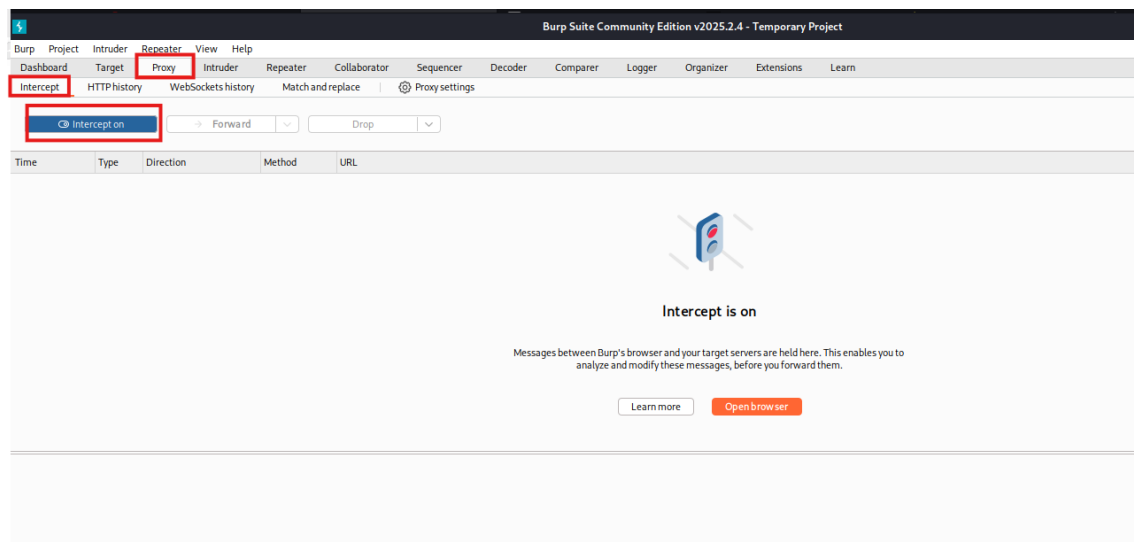 Burp Suite Community Edition v2025.2.4 - Temporary Project
Burp Project Intruder Repeater View Help
Dashboard Target Proxy Intruder Repeater Collaborator Sequencer Decoder Comparer Logger Organizer Extensions Learn
Intercept HTTP history WebSockets history Match and replace Proxy settings
Intercept on Forward Drop
Time Type Direction Method URL
Intercept is on
Messages between Burp's browser and your target servers are held here. This enables you to
analyze and modify these messages, before you forward them.
Learn more Open browser